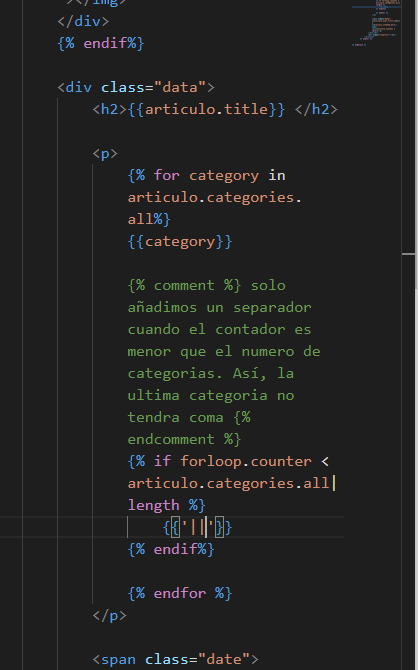 ></img>
</div>
{% endif%}
<div class="data">
<h2>{{articulo.title}} </h2>
<p>
{% for category in
articulo.categories.
all%}
{{category}}
{% comment %} solo
añadimos un separador
cuando el contador es
menor que el numero de
categorias. Así, la
ultima categoria no
tendra coma {%
endcomment %}
{% if forloop.counter <
articulo.categories.all|
length %}
{{'||'}}
{% endif%}
{% endfor %}
</p>
<span class="date">